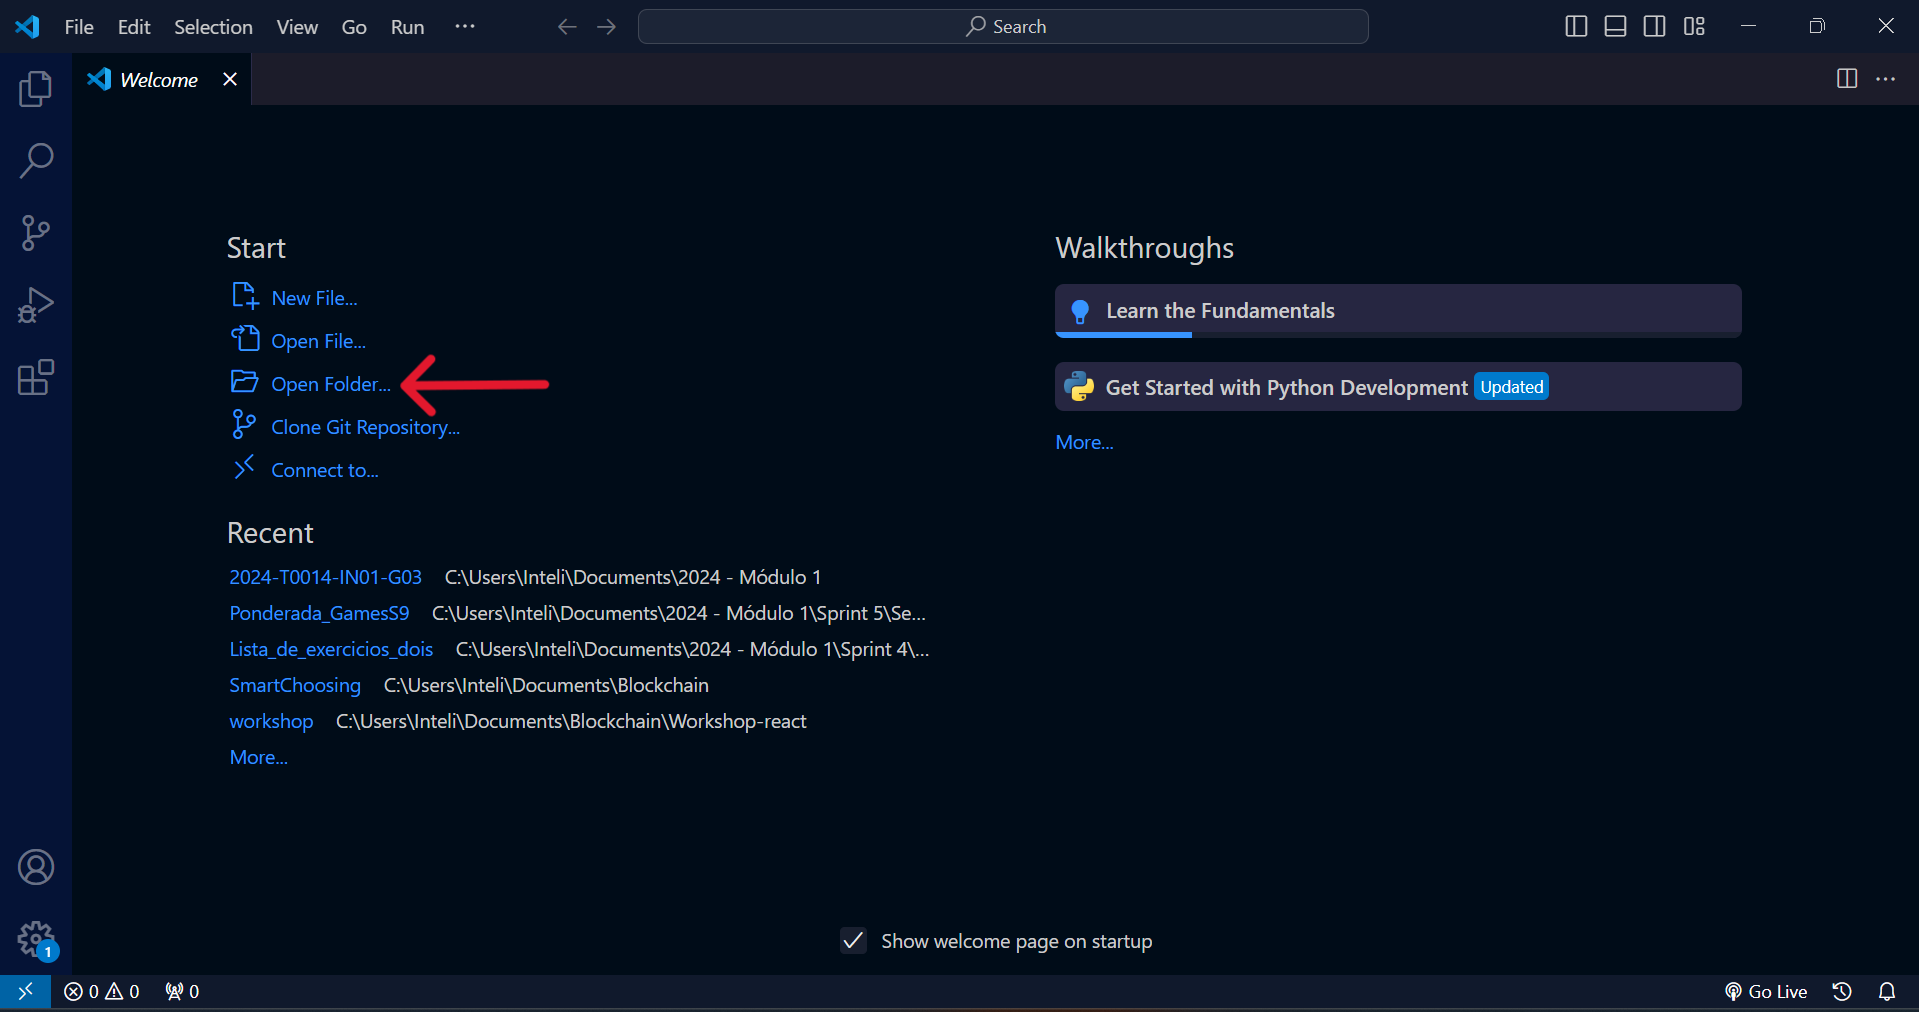 File Edit Selection View Go Run ··· Search
Welcome
Start
New File...
Open File...
Open Folder...
Clone Git Repository...
Connect to...
Recent
2024-T0014-IN01-G03 C:\Users\Inteli\Documents\2024 - Módulo 1
Ponderada_GamesS9 C:\Users\Inteli\Documents\2024 - Módulo 1\Sprint 5\Se...
Lista_de_exercicios_dois C:\Users\Inteli\Documents\2024 - Módulo 1\Sprint 4\...
SmartChoosing C:\Users\Inteli\Documents\Blockchain
workshop C:\Users\Inteli\Documents\Blockchain\Workshop-react
More...
Walkthroughs
Learn the Fundamentals
Get Started with Python Development Updated
More...
Show welcome page on startup
1
0 0 0 Go Live